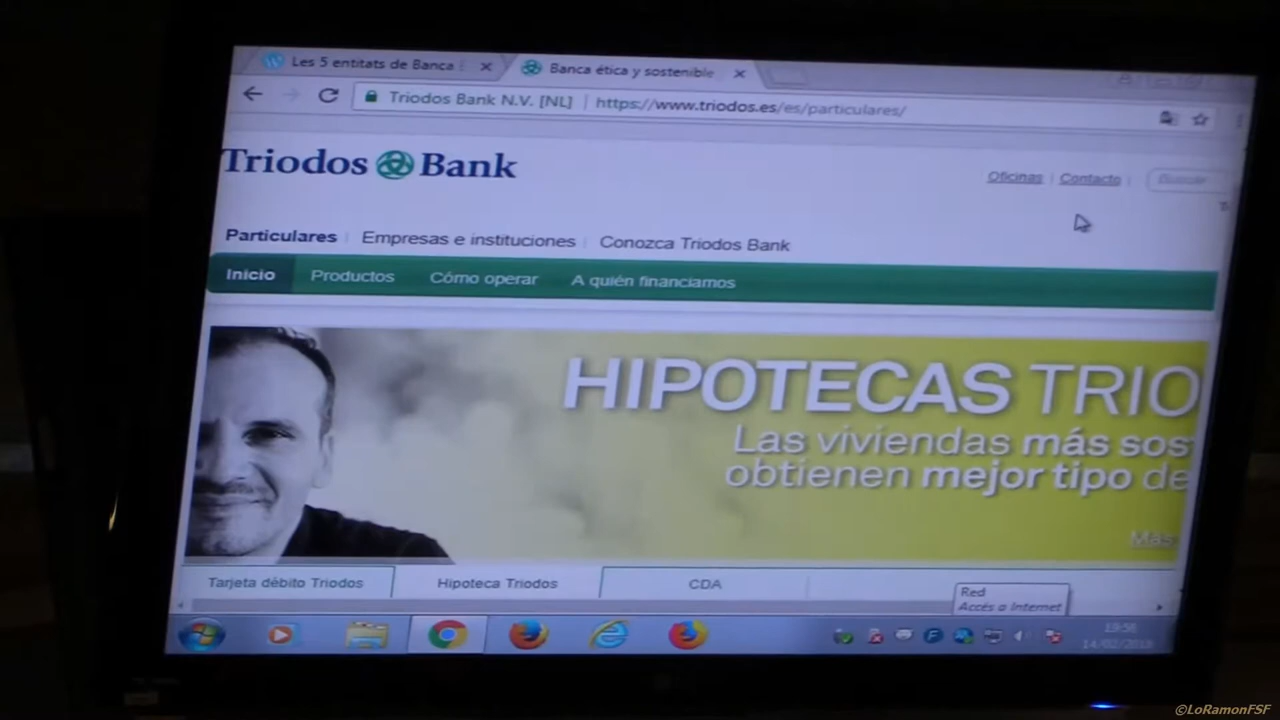 Les 5 entitats de Banca
Banca ética y sostenible
Triodos Bank N.V. [NL] | https://www.triodos.es/es/particulares/
Triodos Bank
Oficinas | Contacto |
Buscar
Particulares | Empresas e instituciones | Conozca Triodos Bank
Inicio Productos Cómo operar A quién financiamos
HIPOTECAS TRIO
Las viviendas más sos
obtienen mejor tipo de
Más
Tarjeta débito Triodos Hipoteca Triodos CDA
Red
Accés a Internet
©LoRamonFSF